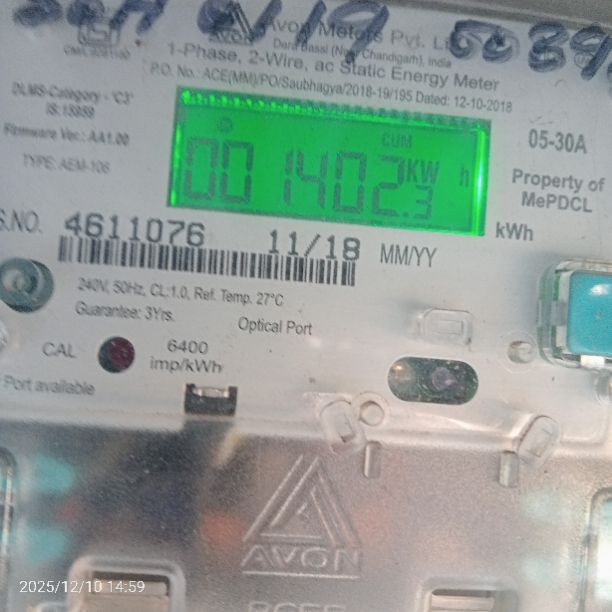 Avon Meters Pvt. Lt
Dara Bassi (Near Chandigarh), India
1-Phase, 2-Wire, ac Static Energy Meter
P.O. No.: ACE(MM)/PO/Saubhagya/2018-19/195 Dated: 12-10-2018
DLMS-Category - 'C3'
IS:15959
Firmware Ver.: AA1.00
TYPE: AEM-106
CUM
001402.3 KW h
05-30A
Property of
MePDCL
kWh
S.NO. 4611076 11/18 MM/YY
240V, 50Hz, CL:1.0, Ref. Temp. 27°C
Guarantee: 3Yrs.
Optical Port
CAL
6400
imp/kWh
Port available
AVON
2025/12/10 14:59